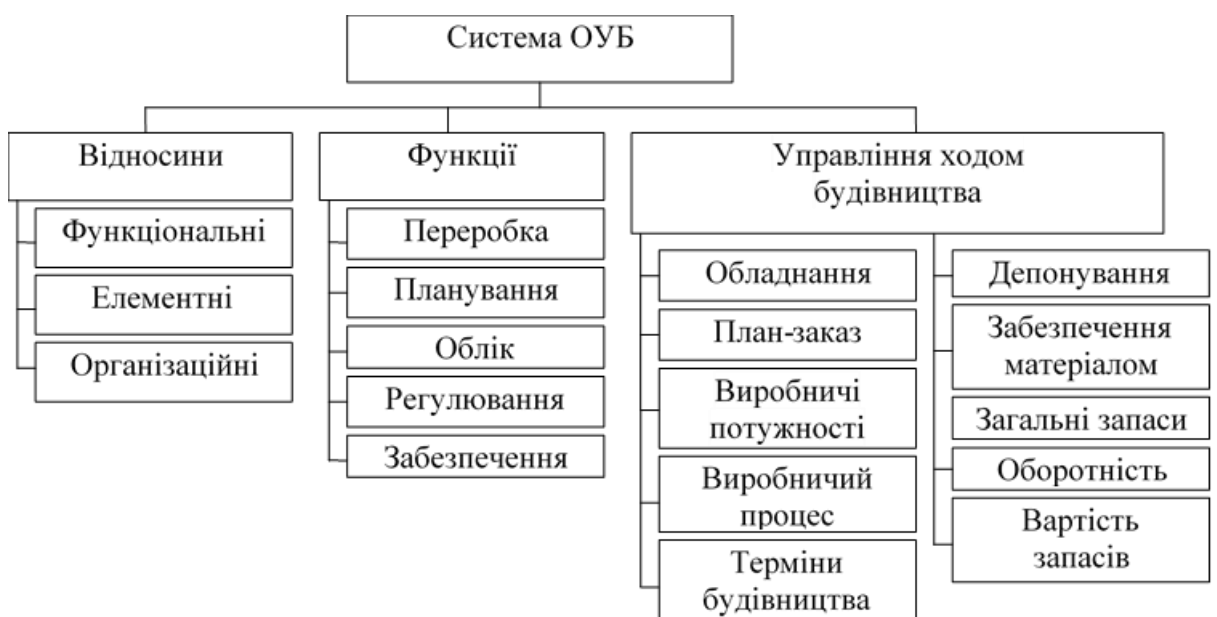 Система ОУБ
Відносини
Функціональні
Елементні
Організаційні
Функції
Переробка
Планування
Облік
Регулювання
Забезпечення
Управління ходом
будівництва
Обладнання
План-заказ
Виробничі
потужності
Виробничий
процес
Терміни
будівництва
Депонування
Забезпечення
матеріалом
Загальні запаси
Оборотність
Вартість
запасів